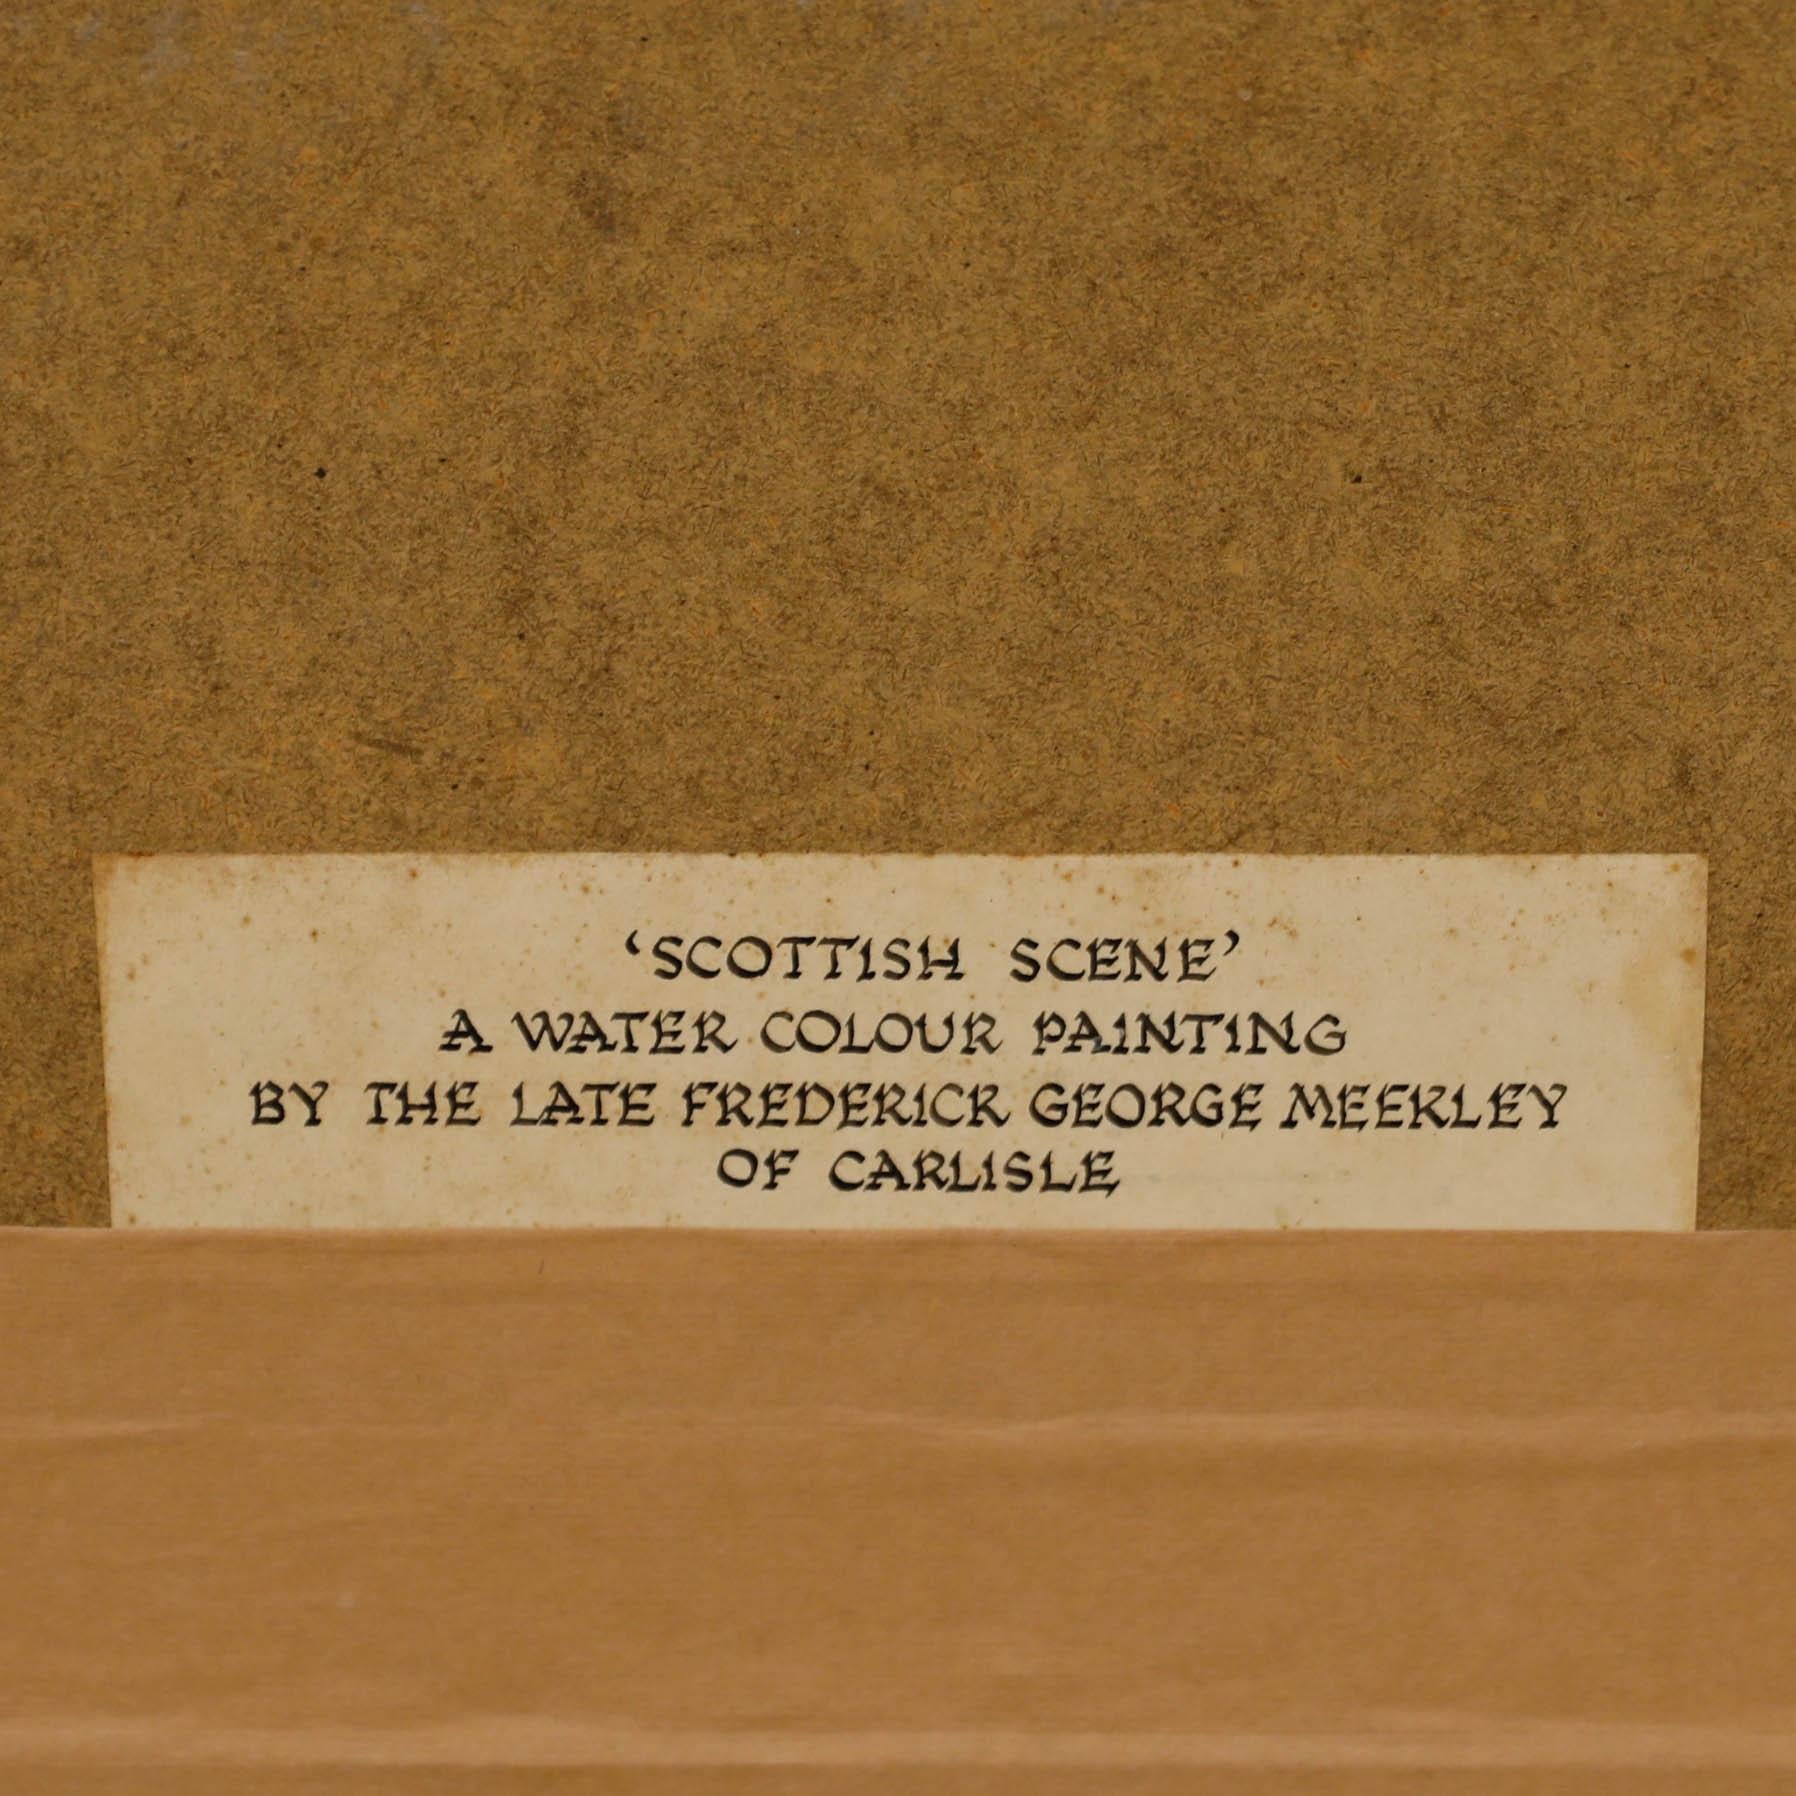 ‘SCOTTISH SCENE’
A WATER COLOUR PAINTING
BY THE LATE FREDERICK GEORGE MEEKLEY
OF CARLISLE